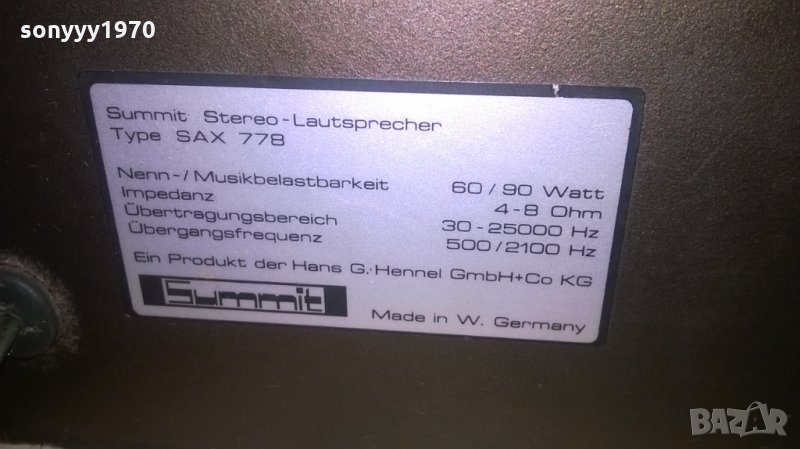 sonyyy1970
Summit Stereo-Lautsprecher
Type SAX 778
Nenn-/Musikbelastbarkeit 60/90 Watt
Impedanz 4-8 Ohm
Übertragungsbereich 30-25000 Hz
Übergangsfrequenz 500/2100 Hz
Ein Produkt der Hans G. Hennel GmbH+Co KG
Summit
Made in W. Germany
BAZAR